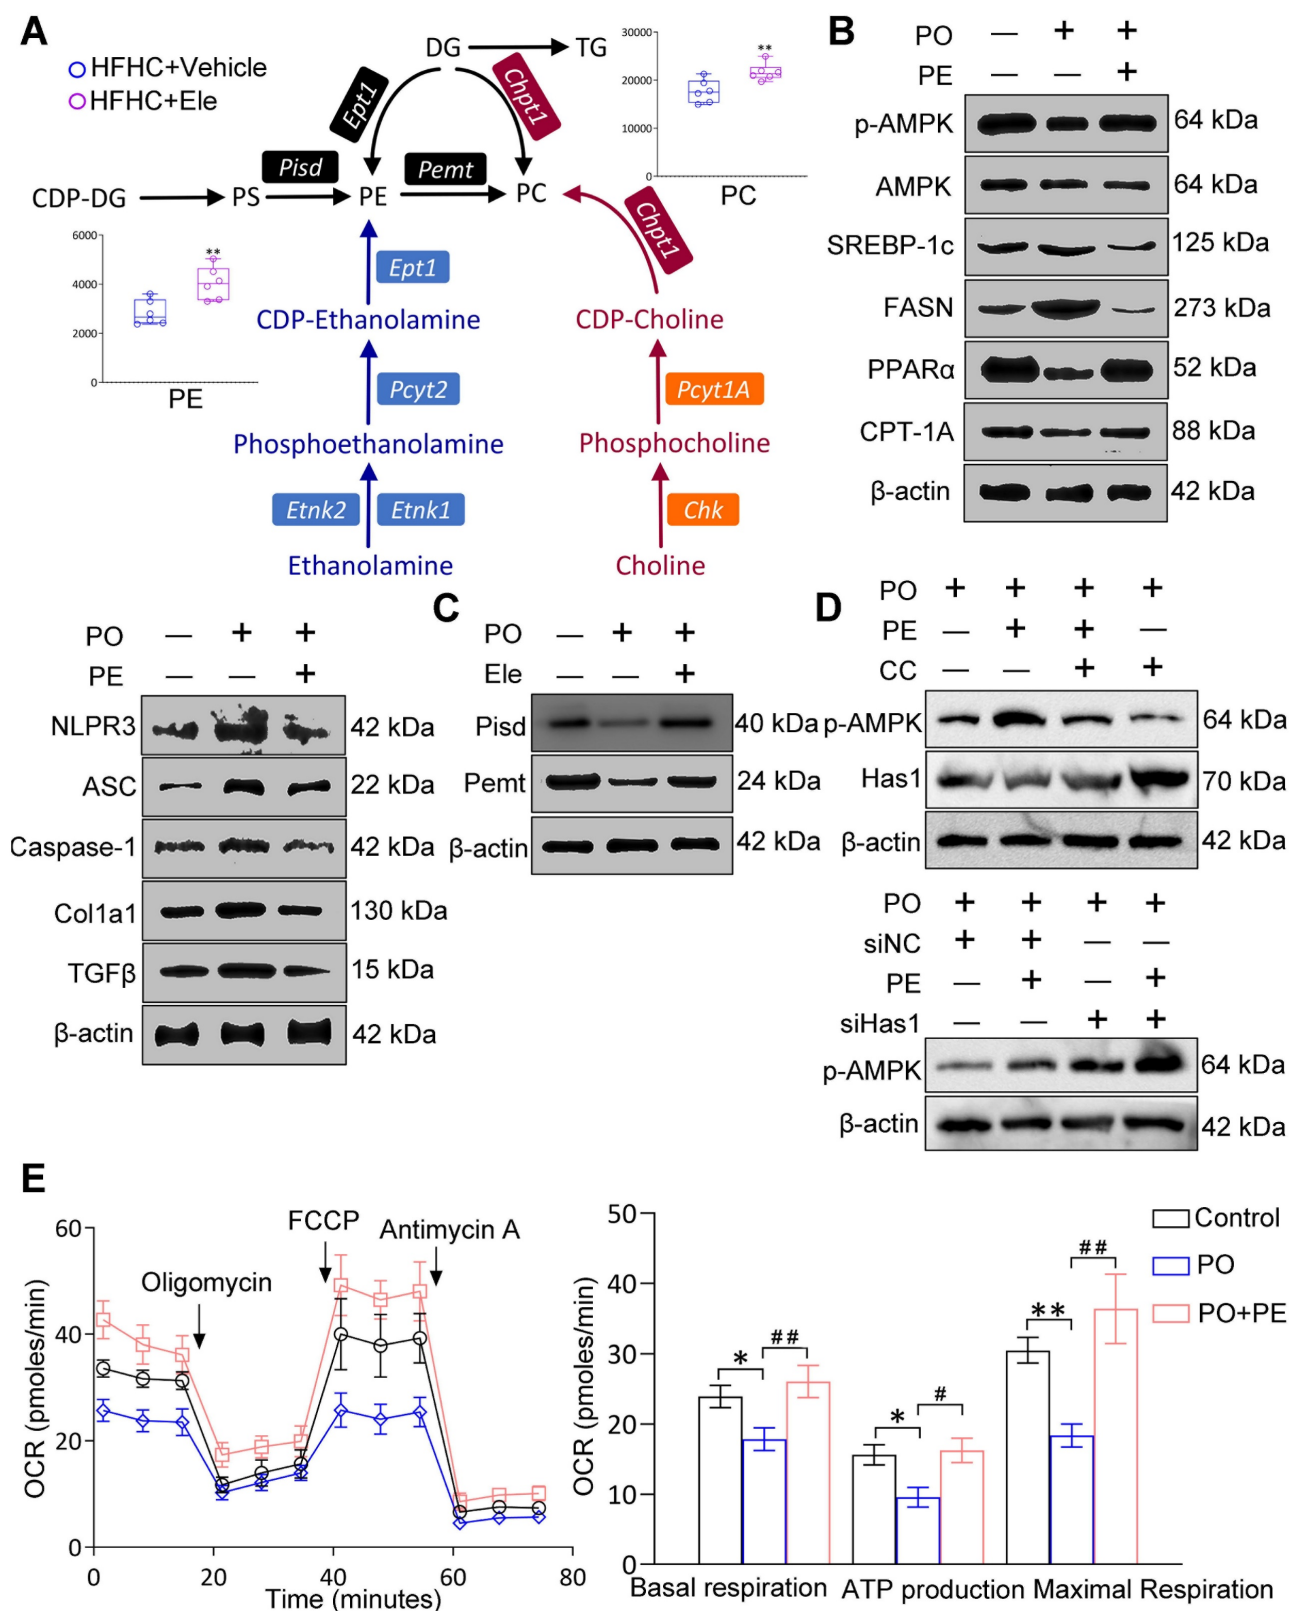 A
HFHC+Vehicle
HFHC+Ele
DG
TG
Ept1
Chpt1
30000
20000
10000
0
**
PC
CDP-DG
PS
Pisd
PE
Pemt
PC
Chpt1
6000
4000
2000
0
**
PE
Ept1
CDP-Ethanolamine
CDP-Choline
Pcyt2
Pcyt1A
Phosphoethanolamine
Phosphocholine
Etnk2
Etnk1
Chk
Ethanolamine
Choline
B
PO — + +
PE — — +
p-AMPK 64 kDa
AMPK 64 kDa
SREBP-1c 125 kDa
FASN 273 kDa
PPARα 52 kDa
CPT-1A 88 kDa
β-actin 42 kDa
PO — + +
PE — — +
NLPR3 42 kDa
ASC 22 kDa
Caspase-1 42 kDa
Col1a1 130 kDa
TGFβ 15 kDa
β-actin 42 kDa
C
PO — + +
Ele — — +
Pisd 40 kDa
Pemt 24 kDa
β-actin 42 kDa
D
PO + + + +
PE — + + —
CC — — + +
p-AMPK 64 kDa
Has1 70 kDa
β-actin 42 kDa
PO + + + +
siNC + + — —
PE — + — +
siHas1 — — + +
p-AMPK 64 kDa
β-actin 42 kDa
E
OCR (pmoles/min)
60
40
20
0
0 20 40 60 80
Time (minutes)
Oligomycin
FCCP
Antimycin A
OCR (pmoles/min)
50
40
30
20
10
0
* ##
* #
** ##
Basal respiration ATP production Maximal Respiration
Control
PO
PO+PE